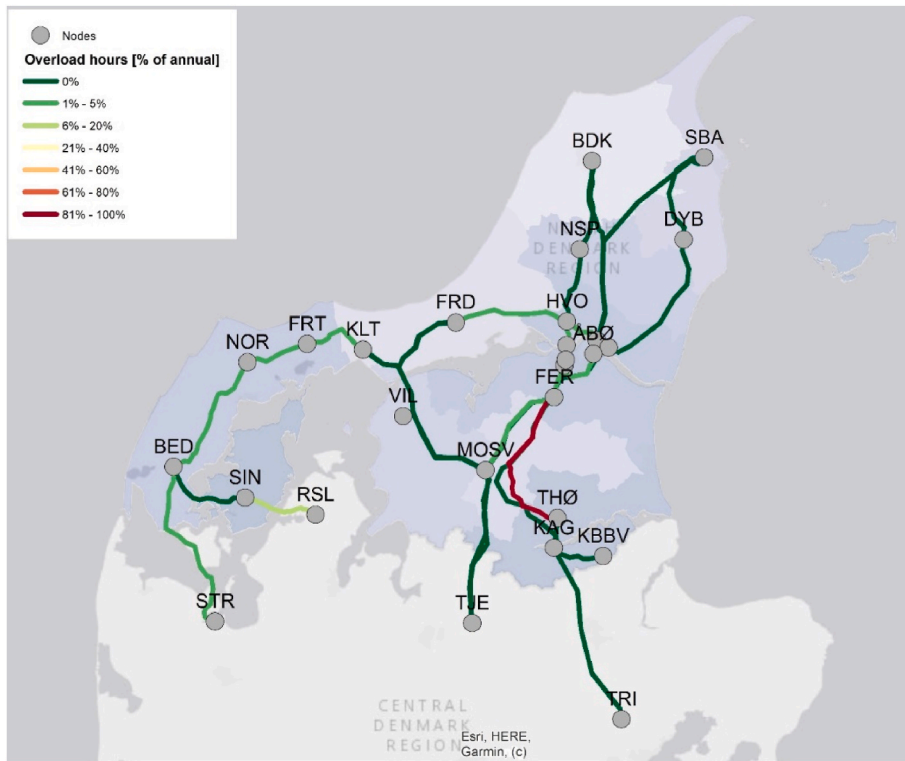 Nodes
Overload hours [% of annual]
0%
1% - 5%
6% - 20%
21% - 40%
41% - 60%
61% - 80%
81% - 100%
BDK
SBA
NSP
DYB
DENMARK
REGION
FRD
HVO
FRT
KLT
ABØ
NOR
FER
VIL
BED
MOSV
SIN
RSL
THØ
KAG
KBBV
STR
TJE
TRI
CENTRAL
DENMARK
REGION
Esri, HERE,
Garmin, (c)